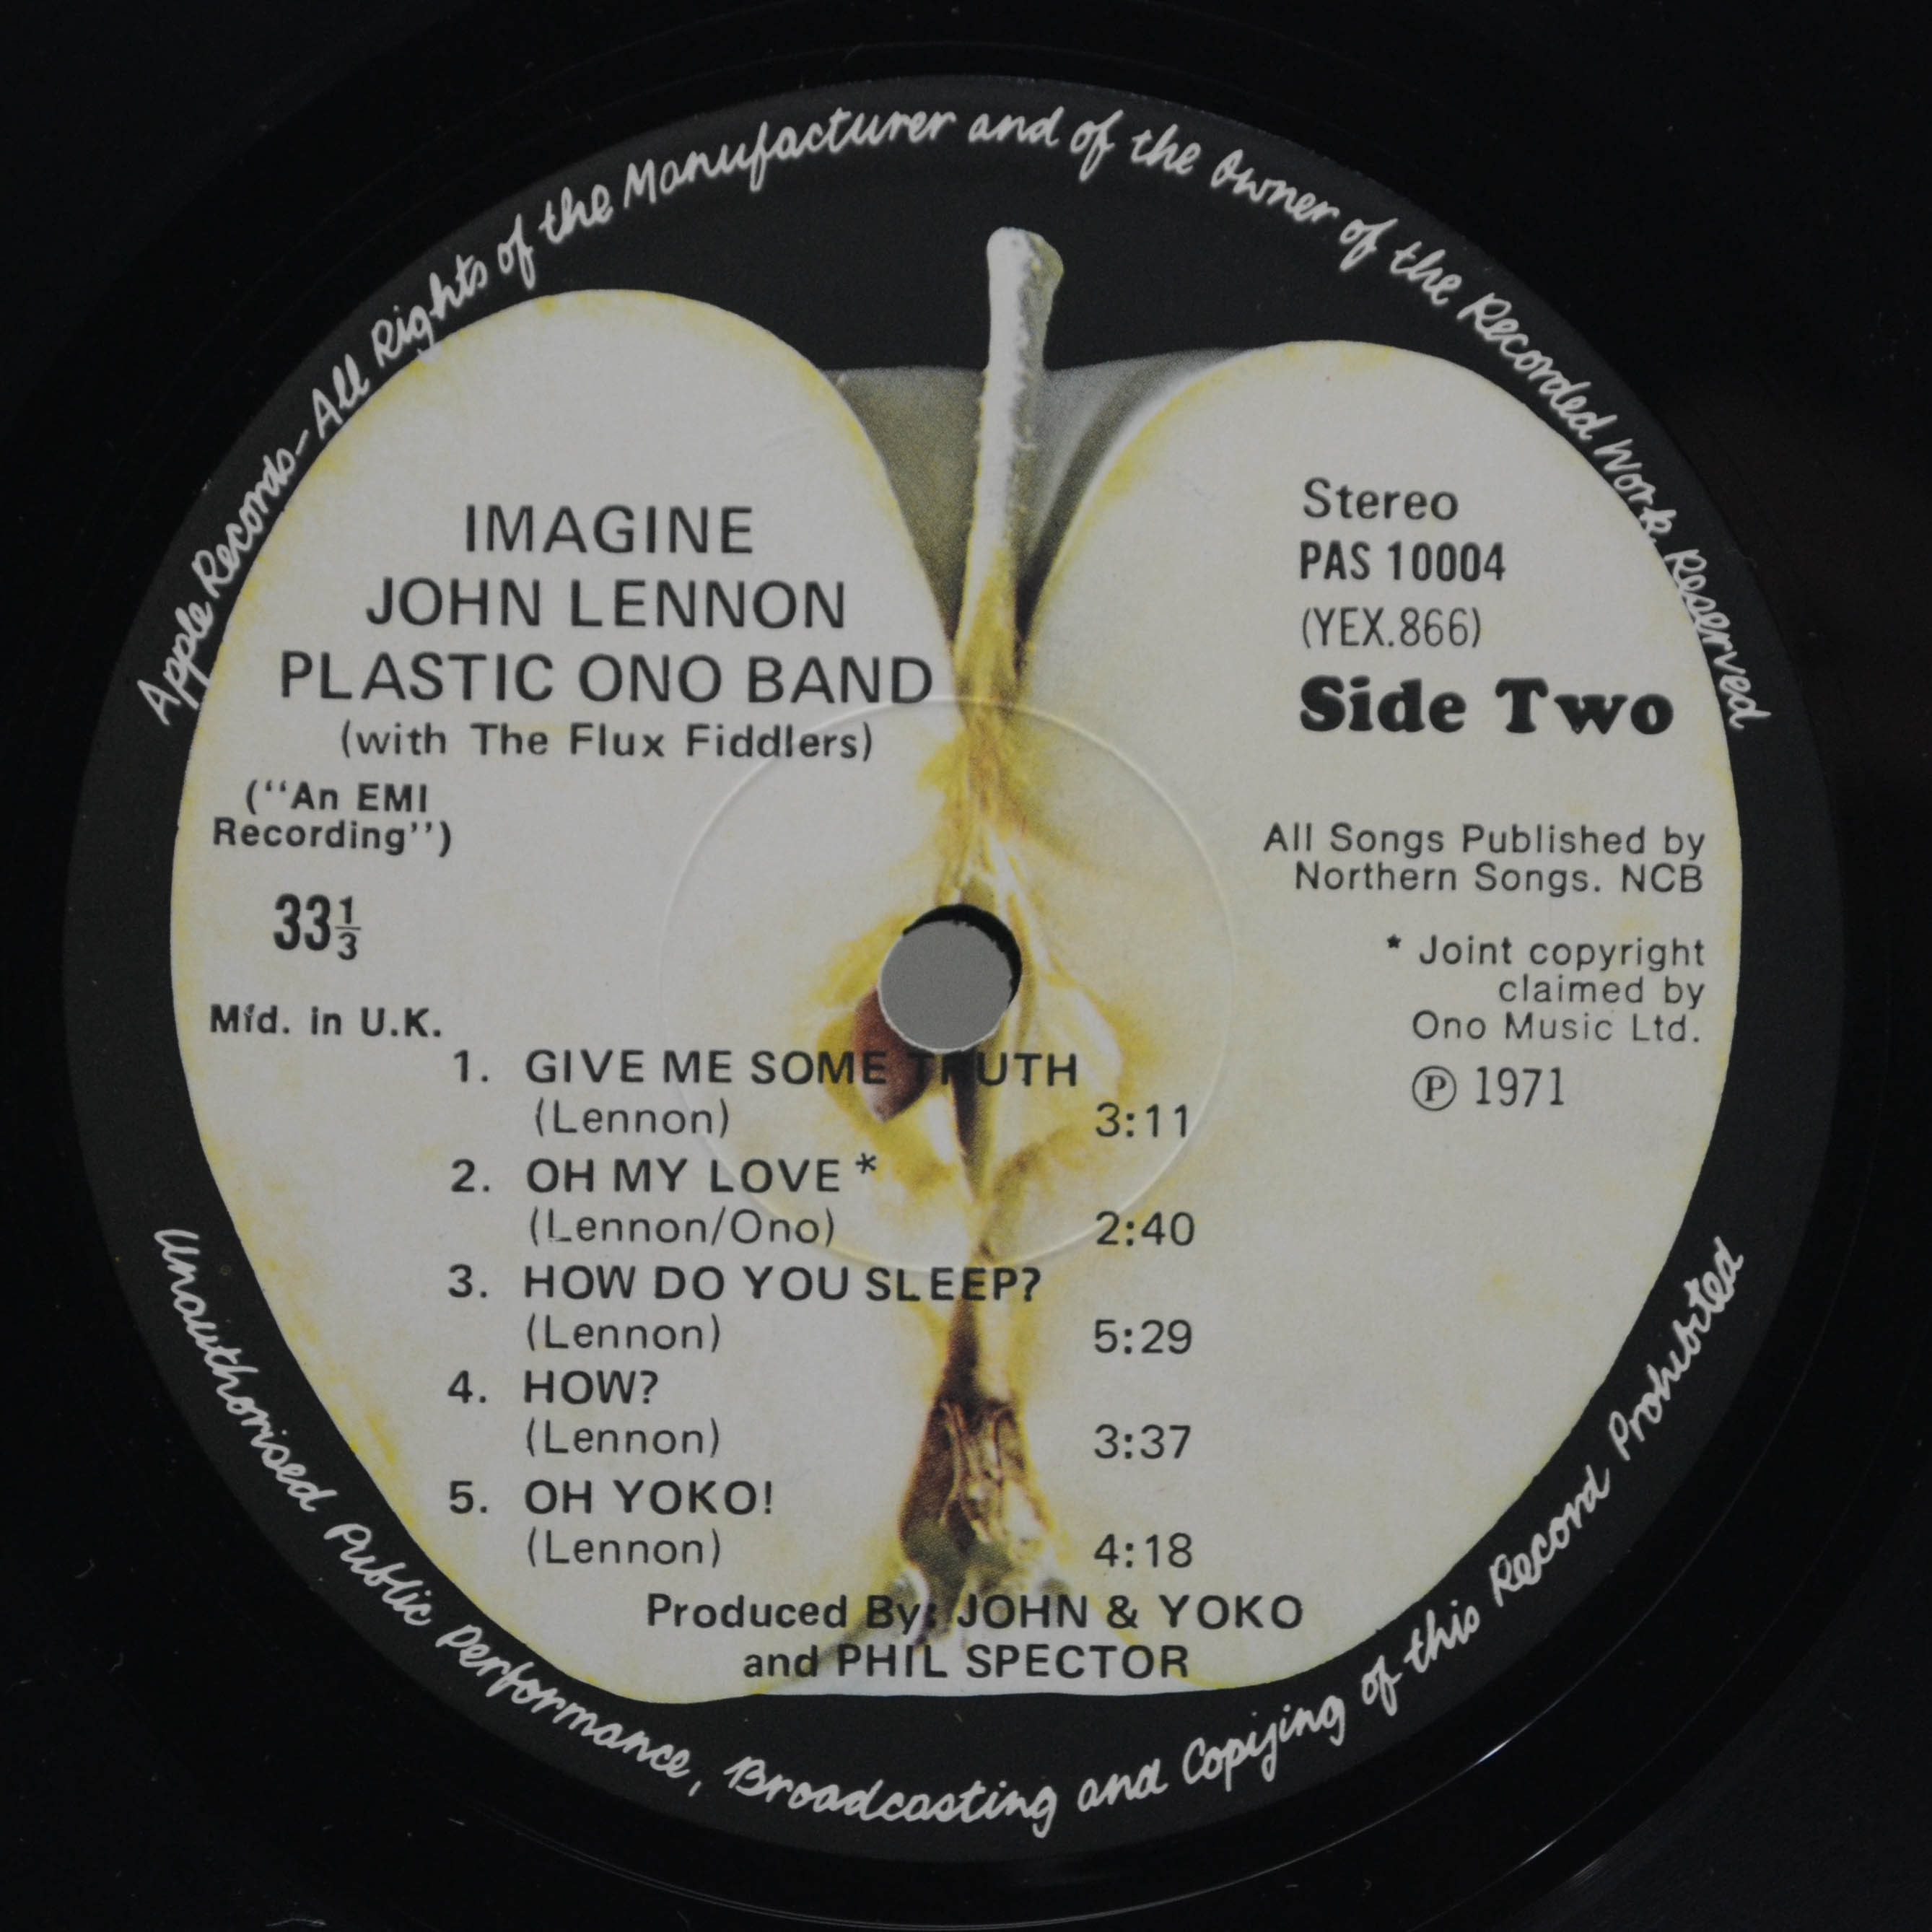 Apple Records – All Rights of the Manufacturer and of the Owner of the Recorded Work Reserved
IMAGINE
JOHN LENNON
PLASTIC ONO BAND
(with The Flux Fiddlers)
(“An EMI
Recording”)
33⅓
Mfd. in U.K.
Stereo
PAS 10004
(YEX.866)
Side Two
All Songs Published by
Northern Songs. NCB
* Joint copyright
claimed by
Ono Music Ltd.
℗ 1971
1. GIVE ME SOME TRUTH
(Lennon) 3:11
2. OH MY LOVE *
(Lennon/Ono) 2:40
3. HOW DO YOU SLEEP?
(Lennon) 5:29
4. HOW?
(Lennon) 3:37
5. OH YOKO!
(Lennon) 4:18
Produced By: JOHN & YOKO
and PHIL SPECTOR
Unauthorised Public Performance, Broadcasting and Copying of this Record Prohibited